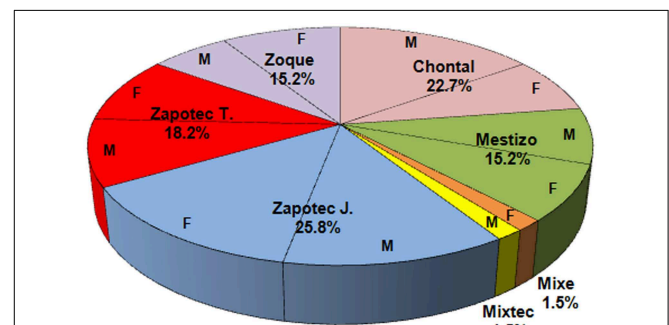 M
Chontal
22.7%
F
M
Mestizo
15.2%
F
F
Mixe
1.5%
M
Mixtec
M
Zapotec J.
25.8%
F
M
Zapotec T.
18.2%
F
M
Zoque
15.2%
F